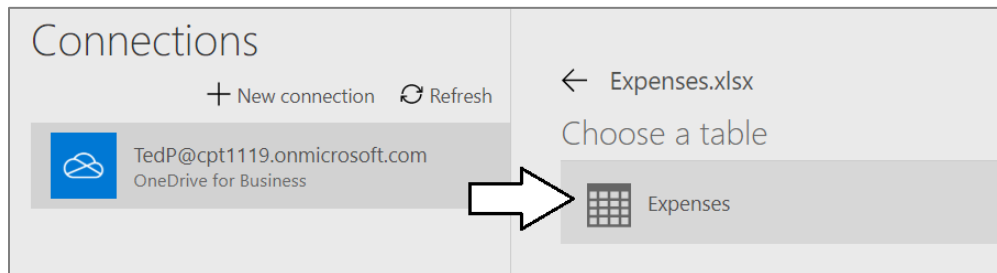 Connections
New connection Refresh
TedP@cpt1119.onmicrosoft.com
OneDrive for Business
Expenses.xlsx
Choose a table
Expenses